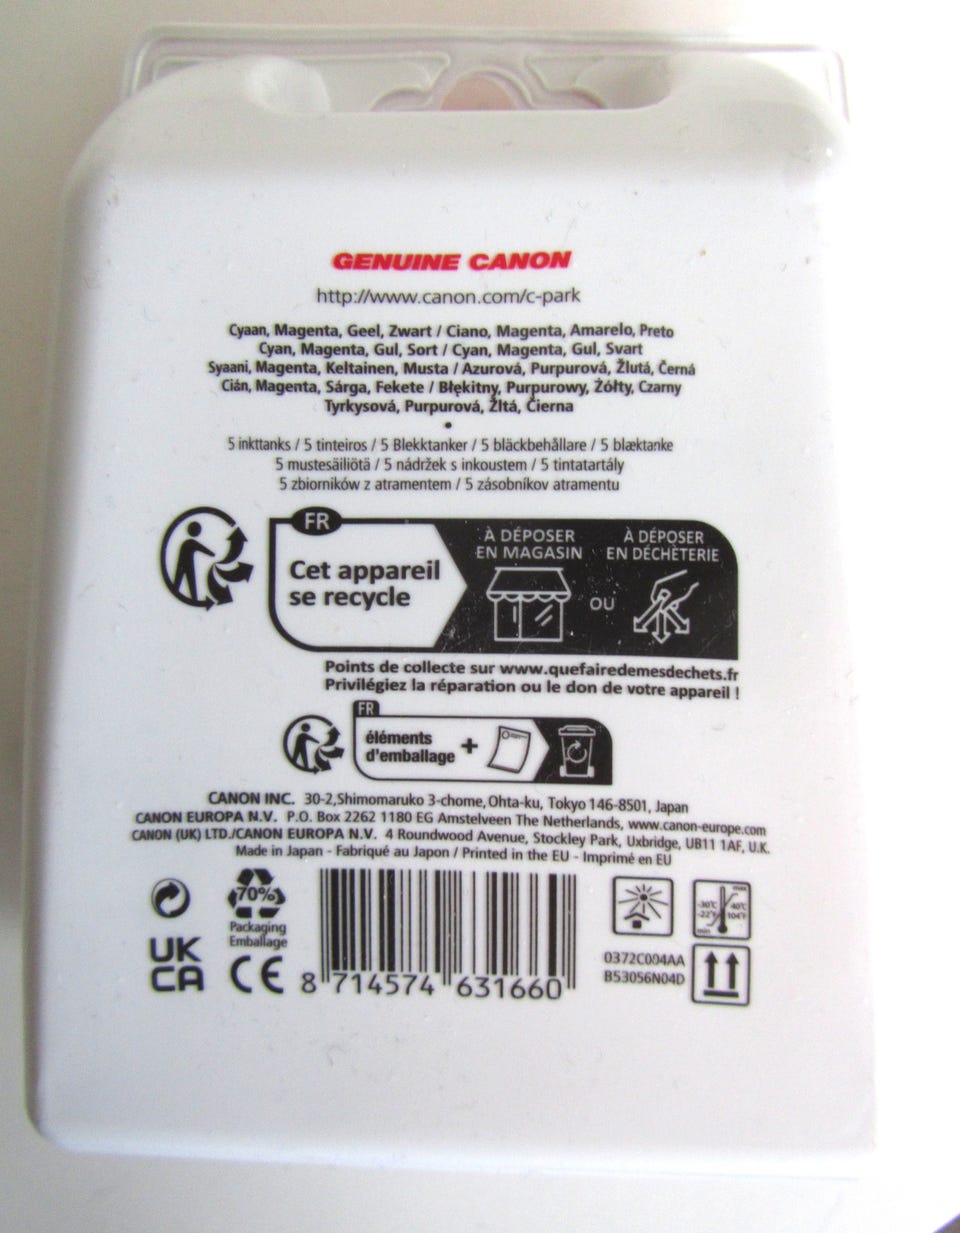 GENUINE CANON
http://www.canon.com/c-park
Cyaan, Magenta, Geel, Zwart / Ciano, Magenta, Amarelo, Preto
Cyan, Magenta, Gul, Sort / Cyan, Magenta, Gul, Svart
Syaani, Magenta, Keltainen, Musta / Azurová, Purpurová, Žlutá, Černá
Cián, Magenta, Sárga, Fekete / Błękitny, Purpurowy, Żółty, Czarny
Tyrkysová, Purpurová, Žltá, Čierna
•
5 inkttanks / 5 tinteiros / 5 Blekktanker / 5 bläckbehållare / 5 blæktanke
5 mustesäiliötä / 5 nádržek s inkoustem / 5 tintatartály
5 zbiorników z atramentem / 5 zásobníkov atramentu
FR
Cet appareil
se recycle
À DÉPOSER
EN MAGASIN
OU
À DÉPOSER
EN DÉCHÈTERIE
Points de collecte sur www.quefairedemesdechets.fr
Privilégiez la réparation ou le don de votre appareil !
FR
éléments
d'emballage +
CANON INC. 30-2, Shimomaruko 3-chome, Ohta-ku, Tokyo 146-8501, Japan
CANON EUROPA N.V. P.O. Box 2262 1180 EG Amstelveen The Netherlands, www.canon-europe.com
CANON (UK) LTD./CANON EUROPA N.V. 4 Roundwood Avenue, Stockley Park, Uxbridge, UB11 1AF, U.K.
Made in Japan - Fabriqué au Japon / Printed in the EU - Imprimé en EU
70%
Packaging
Emballage
UK
CA
CE
8 714574 631660
max
-30°C 40°C
-22°F 104°F
min
0372C004AA
B53056N04D